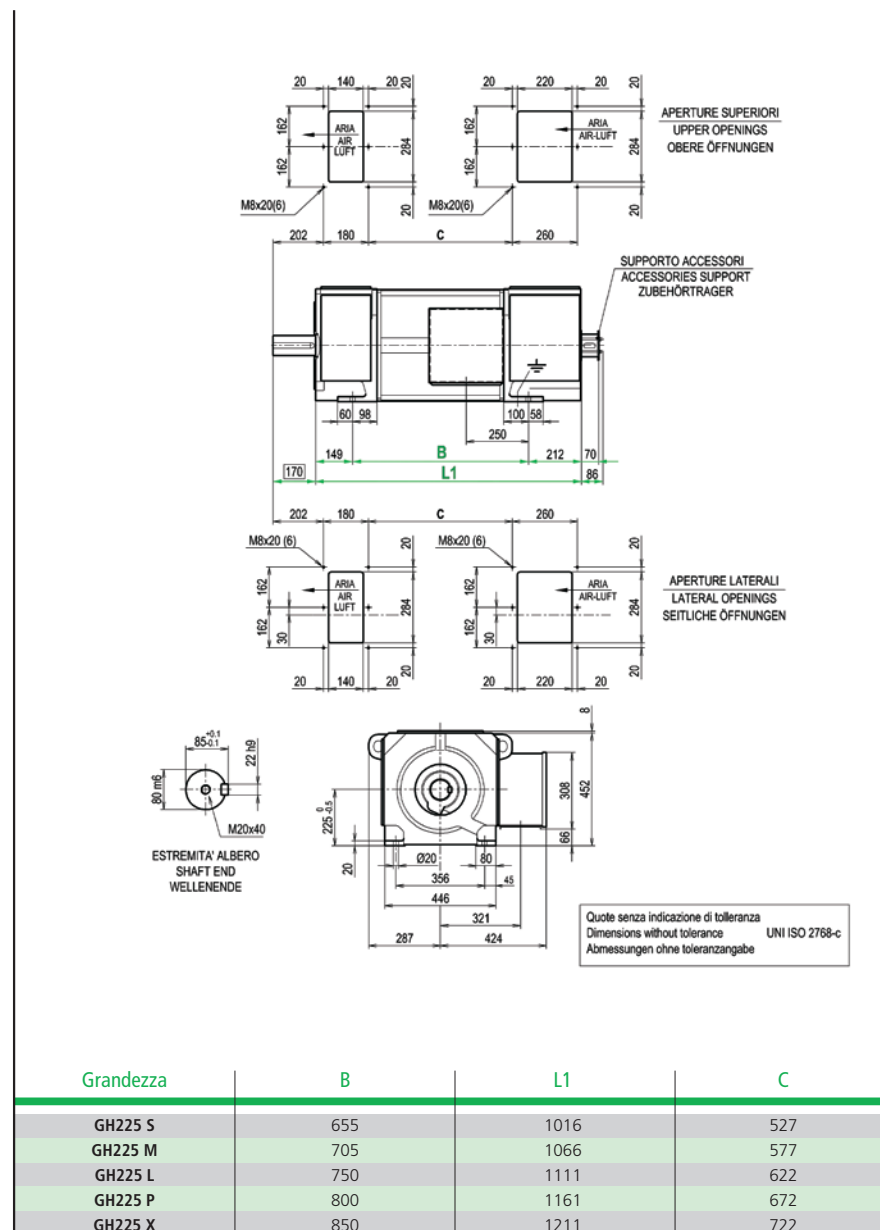 20 140 20 20
162
162
ARIA
AIR
LUFT
284
20
M8x20(6)
20 220 20 20
162
162
ARIA
AIR-LUFT
284
20
M8x20(6)
APERTURE SUPERIORI
UPPER OPENINGS
OBERE ÖFFNUNGEN
202 180 C 260
SUPPORTO ACCESSORI
ACCESSORIES SUPPORT
ZUBEHÖRTRAGER
60 98 100 58
250
149 B 212 70
170 L1 86
202 180 C 260
M8x20 (6)
20
162
162
30
ARIA
AIR
LUFT
284
20
20 140 20
M8x20 (6)
20
162
162
30
ARIA
AIR-LUFT
284
20
20 220 20
APERTURE LATERALI
LATERAL OPENINGS
SEITLICHE ÖFFNUNGEN
85 +0.1 -0.1
22 h9
80 m6
M20x40
ESTREMITA' ALBERO
SHAFT END
WELLENENDE
8
225 0 -0.5
308
452
66
20
Ø20 80
356 45
446
321
287 424
Quote senza indicazione di tolleranza
Dimensions without tolerance UNI ISO 2768-c
Abmessungen ohne toleranzangabe
Grandezza B L1 C
GH225 S 655 1016 527
GH225 M 705 1066 577
GH225 L 750 1111 622
GH225 P 800 1161 672
GH225 X 850 1211 722